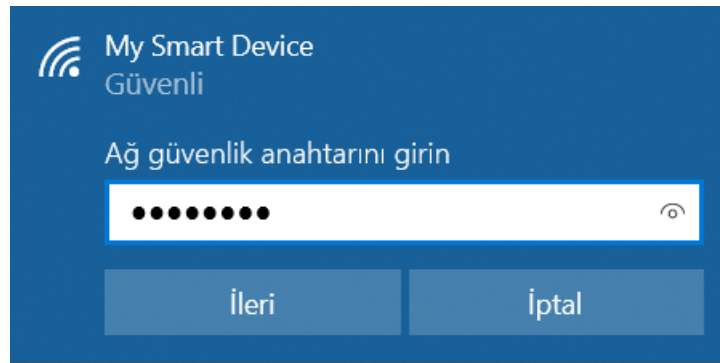 My Smart Device
Güvenli
Ağ güvenlik anahtarını girin
••••••••
İleri
İptal